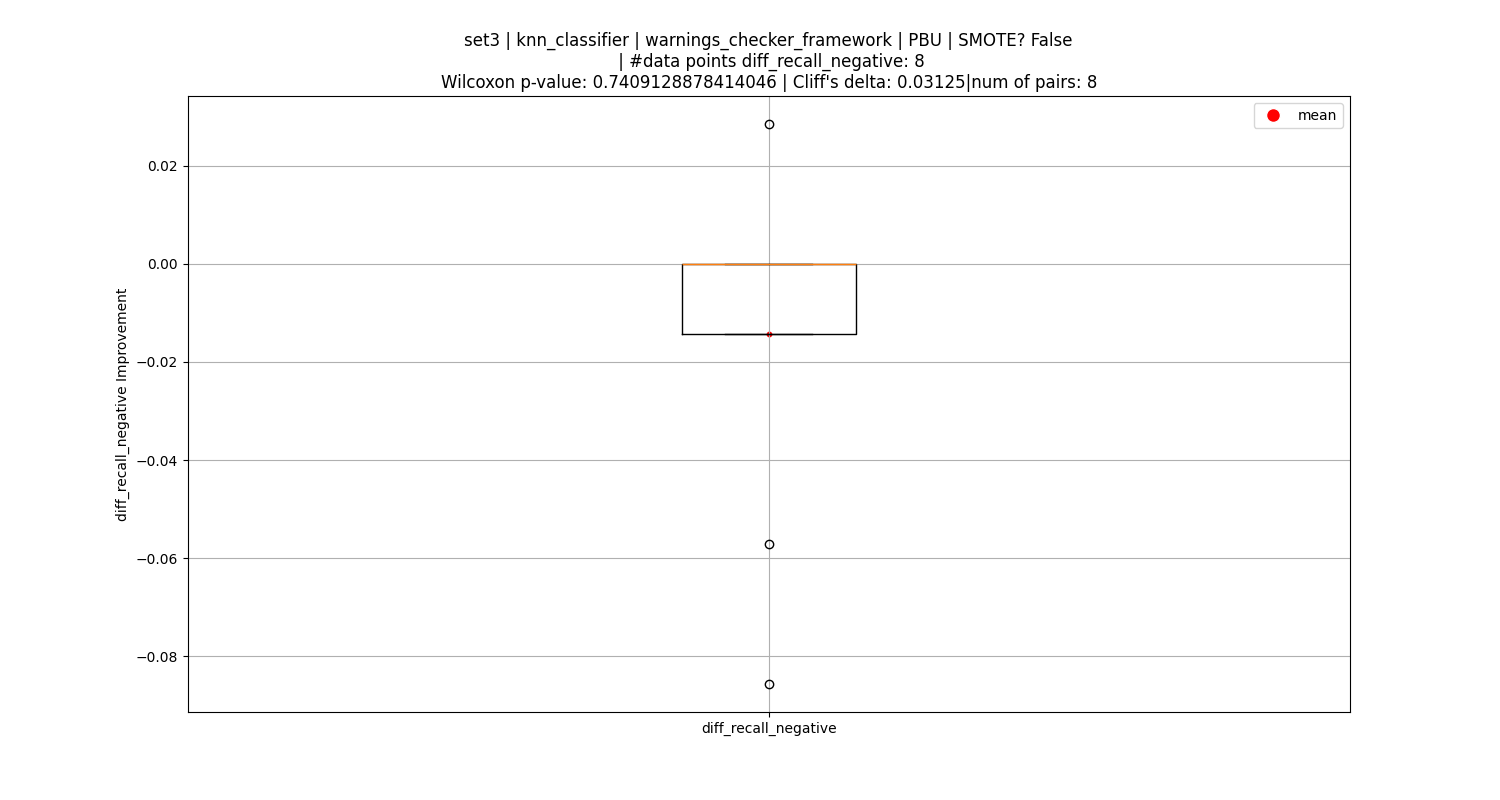 set3 | knn_classifier | warnings_checker_framework | PBU | SMOTE? False
| #data points diff_recall_negative: 8
Wilcoxon p-value: 0.7409128878414046 | Cliff's delta: 0.03125|num of pairs: 8
mean
0.02
0.00
−0.02
−0.04
−0.06
−0.08
diff_recall_negative Improvement
diff_recall_negative